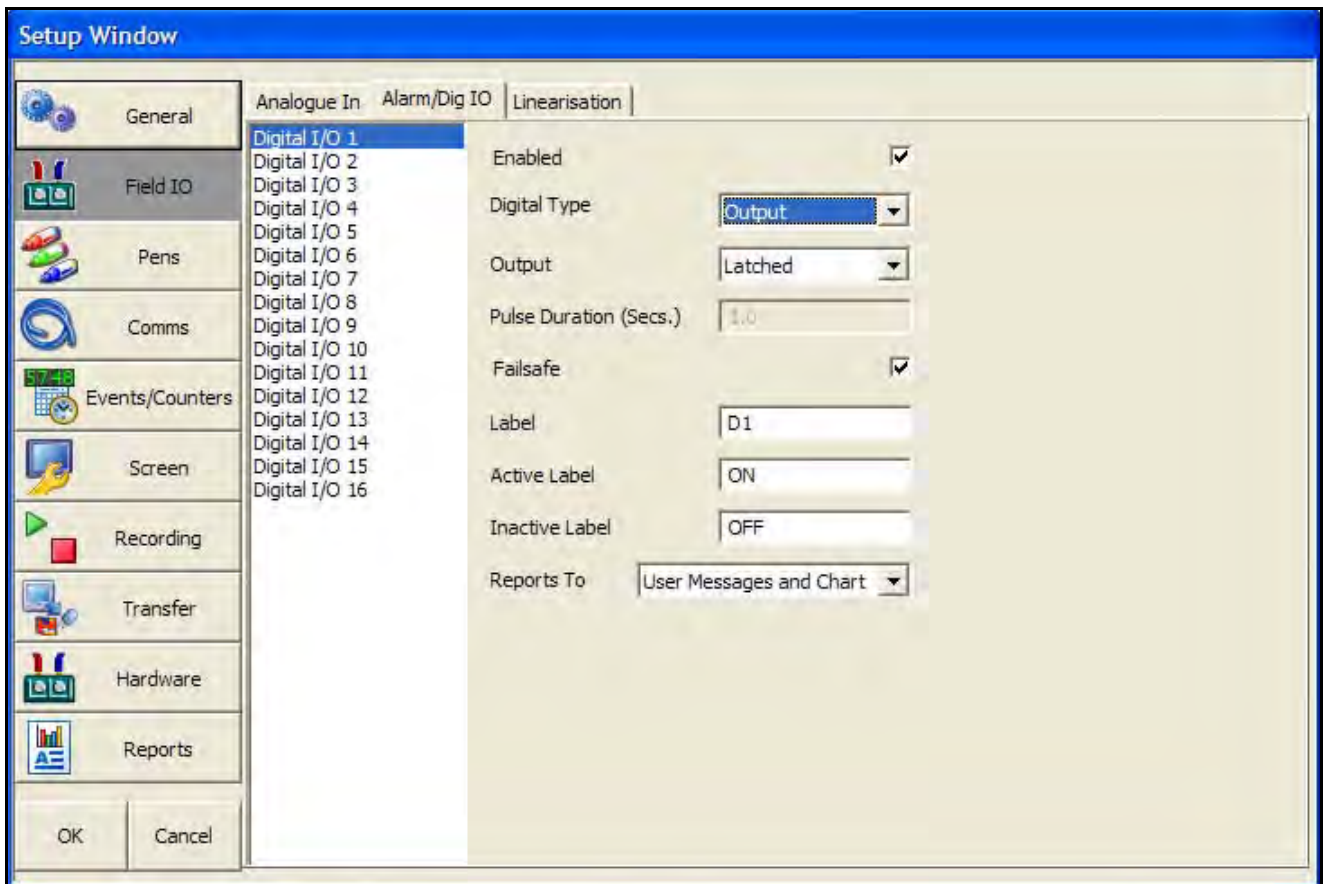 Setup Window
General
Field IO
Pens
Comms
5748
Events/Counters
Screen
Recording
Transfer
Hardware
Reports
OK Cancel
Analogue In Alarm/Dig IO Linearisation
Digital I/O 1
Digital I/O 2
Digital I/O 3
Digital I/O 4
Digital I/O 5
Digital I/O 6
Digital I/O 7
Digital I/O 8
Digital I/O 9
Digital I/O 10
Digital I/O 11
Digital I/O 12
Digital I/O 13
Digital I/O 14
Digital I/O 15
Digital I/O 16
Enabled
Digital Type Output
Output Latched
Pulse Duration (Secs.) 1.0
Failsafe
Label D1
Active Label ON
Inactive Label OFF
Reports To User Messages and Chart